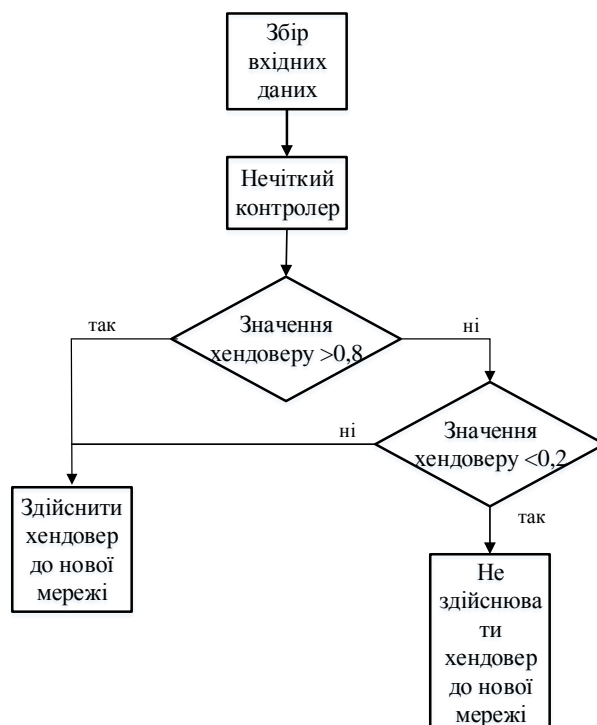 Збір
вхідних
даних
Нечіткий
контролер
Значення
хендоверу >0,8
так
ні
Значення
хендоверу <0,2
ні
так
Здійснити
хендовер
до нової
мережі
Не
здійснюва
ти
хендовер
до нової
мережі